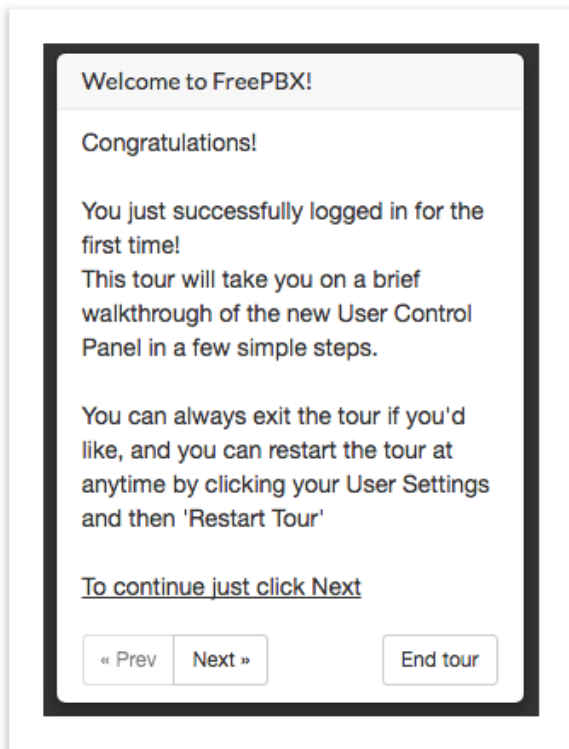 Welcome to FreePBX!
Congratulations!
You just successfully logged in for the
first time!
This tour will take you on a brief
walkthrough of the new User Control
Panel in a few simple steps.
You can always exit the tour if you'd
like, and you can restart the tour at
anytime by clicking your User Settings
and then 'Restart Tour'
To continue just click Next
« Prev Next » End tour